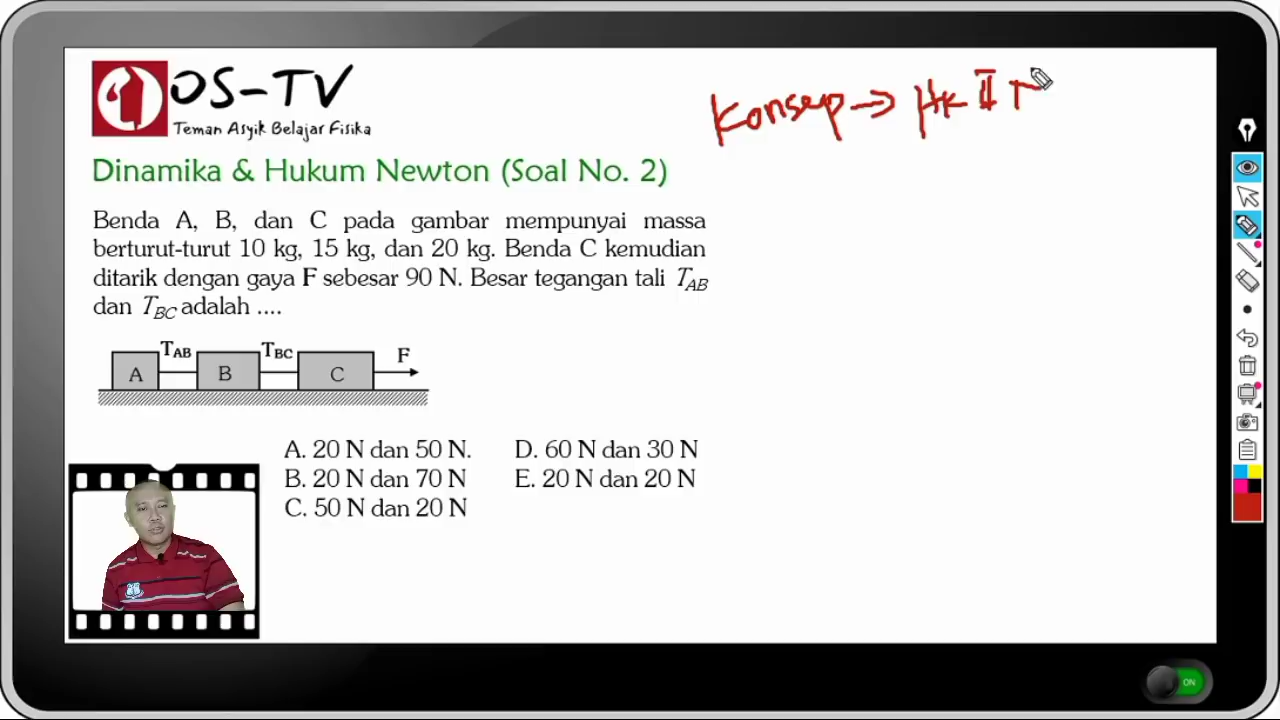 OS-TV
Teman Asyik Belajar Fisika
Konsep → Hk II N
Dinamika & Hukum Newton (Soal No. 2)
Benda A, B, dan C pada gambar mempunyai massa
berturut-turut 10 kg, 15 kg, dan 20 kg. Benda C kemudian
ditarik dengan gaya F sebesar 90 N. Besar tegangan tali T_AB
dan T_BC adalah ....
T_AB T_BC F
A B C
A. 20 N dan 50 N. D. 60 N dan 30 N
B. 20 N dan 70 N E. 20 N dan 20 N
C. 50 N dan 20 N
ON